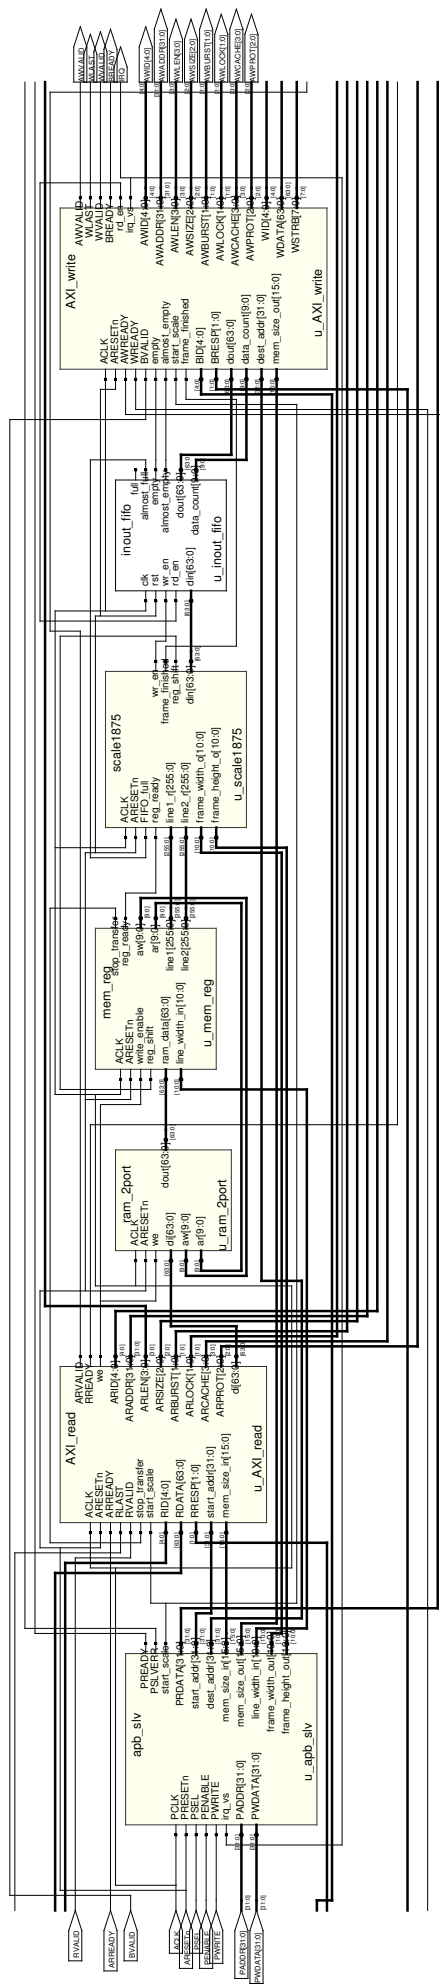 AWVALID
WLAST
WVALID
BREADY
IRQ
AWID[4:0]
AWADDR[31:0]
AWLEN[3:0]
AWSIZE[2:0]
AWBURST[1:0]
AWLOCK[1:0]
AWCACHE[3:0]
AWPROT[2:0]
AXI_write
AWVALID
WLAST
WVALID
BREADY
rd_en
irq_vs
AWID[4:0]
AWADDR[31:0]
AWLEN[3:0]
AWSIZE[2:0]
AWBURST[1:0]
AWLOCK[1:0]
AWCACHE[3:0]
AWPROT[2:0]
WID[4:0]
WDATA[63:0]
WSTRB[7:0]
ACLK
ARESETn
AWREADY
WREADY
BVALID
empty
almost_empty
start_scale
frame_finished
BID[4:0]
BRESP[1:0]
dout[63:0]
data_count[9:0]
dest_addr[31:0]
mem_size_out[15:0]
u_AXI_write
inout_fifo
full
almost_full
empty
almost_empty
dout[63:0]
data_count[9:0]
clk
rst
wr_en
rd_en
din[63:0]
u_inout_fifo
scale1875
wr_en
frame_finished
reg_shift
din[63:0]
ACLK
ARESETn
FIFO_full
reg_ready
line1_r[255:0]
line2_r[255:0]
frame_width_o[10:0]
frame_height_o[10:0]
u_scale1875
mem_reg
stop_transfer
reg_ready
aw[9:0]
ar[9:0]
line1[255:0]
line2[255:0]
ACLK
ARESETn
write_enable
reg_shift
ram_data[63:0]
line_width_in[10:0]
u_mem_reg
ram_2port
dout[63:0]
ACLK
ARESETn
we
di[63:0]
aw[9:0]
ar[9:0]
u_ram_2port
AXI_read
ARVALID
RREADY
we
ARID[4:0]
ARADDR[31:0]
ARLEN[3:0]
ARSIZE[2:0]
ARBURST[1:0]
ARLOCK[1:0]
ARCACHE[3:0]
ARPROT[2:0]
di[63:0]
ACLK
ARESETn
ARREADY
RLAST
RVALID
stop_transfer
start_scale
RID[4:0]
RDATA[63:0]
RRESP[1:0]
start_addr[31:0]
mem_size_in[15:0]
u_AXI_read
apb_slv
PREADY
PSLVERR
start_scale
PRDATA[31:0]
start_addr[31:0]
dest_addr[31:0]
mem_size_in[15:0]
mem_size_out[15:0]
line_width_in[10:0]
frame_width_out[10:0]
frame_height_out[10:0]
PCLK
PRESETn
PSEL
PENABLE
PWRITE
irq_vs
PADDR[31:0]
PWDATA[31:0]
u_apb_slv
RVALID
ARREADY
BVALID
ACLK
ARESETn
PSEL
PENABLE
PWRITE
PADDR[31:0]
PWDATA[31:0]